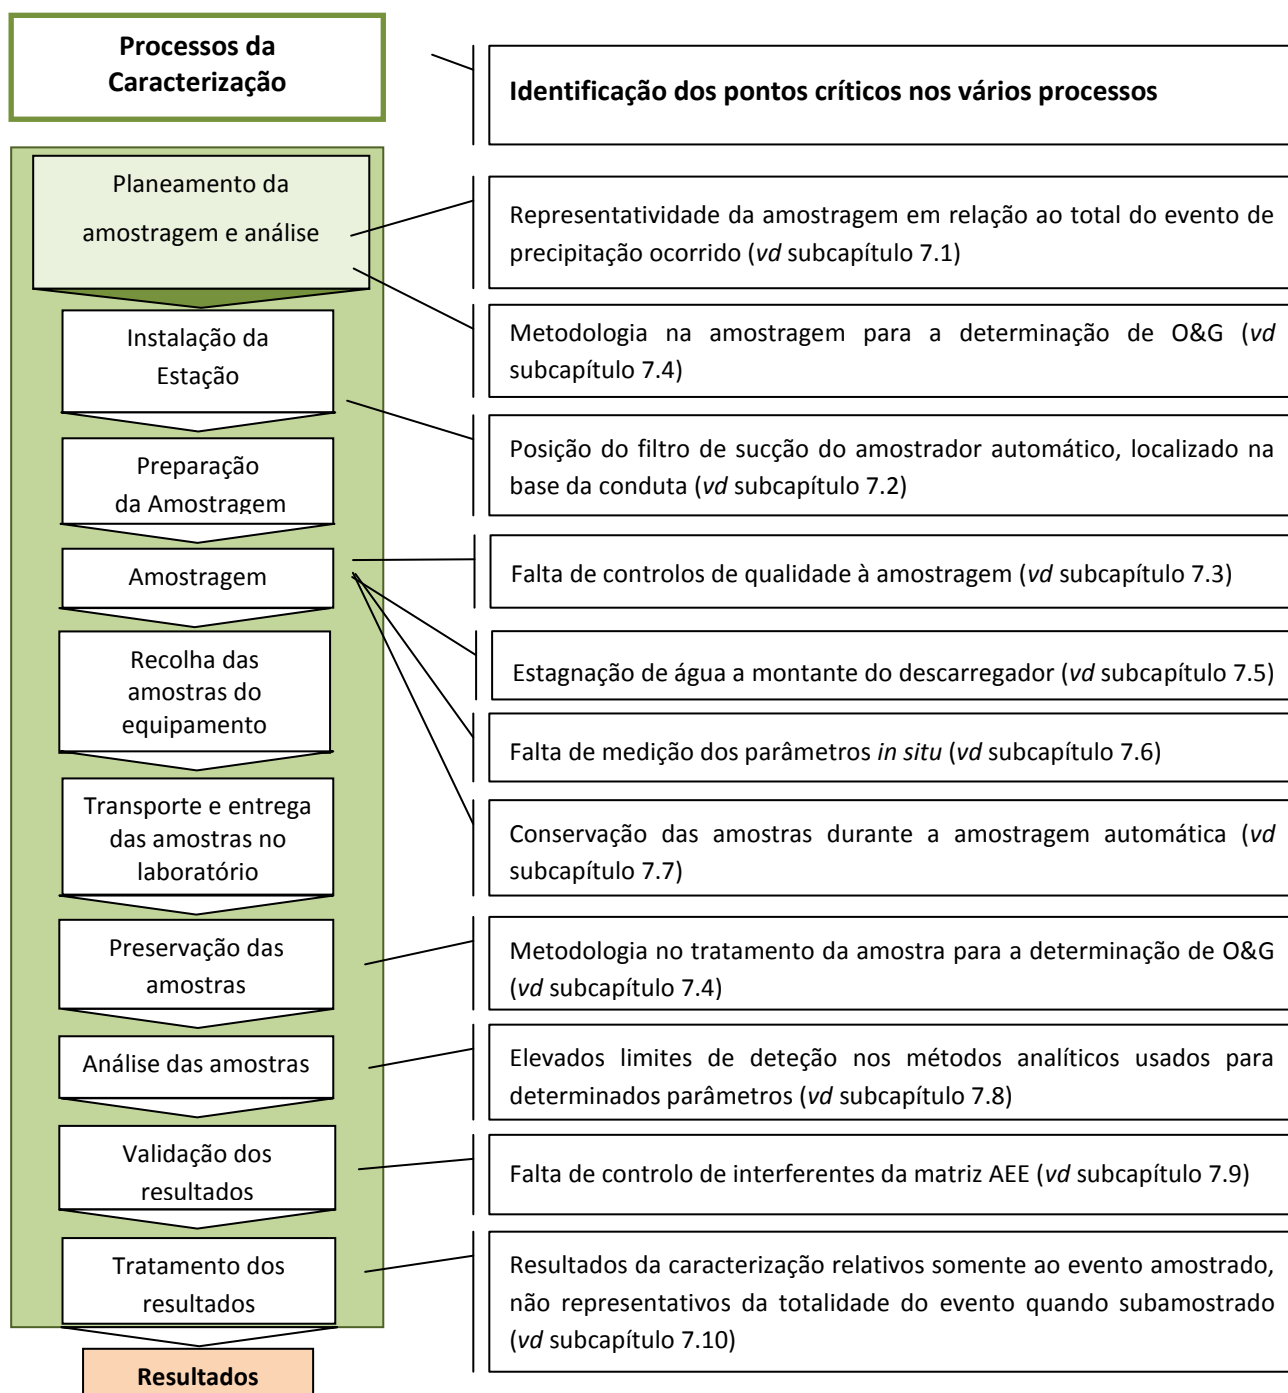 Processos da
Caracterização
Identificação dos pontos críticos nos vários processos
Planeamento da
amostragem e análise
Representatividade da amostragem em relação ao total do evento de
precipitação ocorrido (vd subcapítulo 7.1)
Metodologia na amostragem para a determinação de O&G (vd
subcapítulo 7.4)
Instalação da
Estação
Posição do filtro de sucção do amostrador automático, localizado na
base da conduta (vd subcapítulo 7.2)
Preparação
da Amostragem
Amostragem
Falta de controlos de qualidade à amostragem (vd subcapítulo 7.3)
Estagnação de água a montante do descarregador (vd subcapítulo 7.5)
Falta de medição dos parâmetros in situ (vd subcapítulo 7.6)
Conservação das amostras durante a amostragem automática (vd
subcapítulo 7.7)
Recolha das
amostras do
equipamento
Transporte e entrega
das amostras no
laboratório
Preservação das
amostras
Metodologia no tratamento da amostra para a determinação de O&G
(vd subcapítulo 7.4)
Análise das amostras
Elevados limites de deteção nos métodos analíticos usados para
determinados parâmetros (vd subcapítulo 7.8)
Validação dos
resultados
Falta de controlo de interferentes da matriz AEE (vd subcapítulo 7.9)
Tratamento dos
resultados
Resultados da caracterização relativos somente ao evento amostrado,
não representativos da totalidade do evento quando subamostrado
(vd subcapítulo 7.10)
Resultados